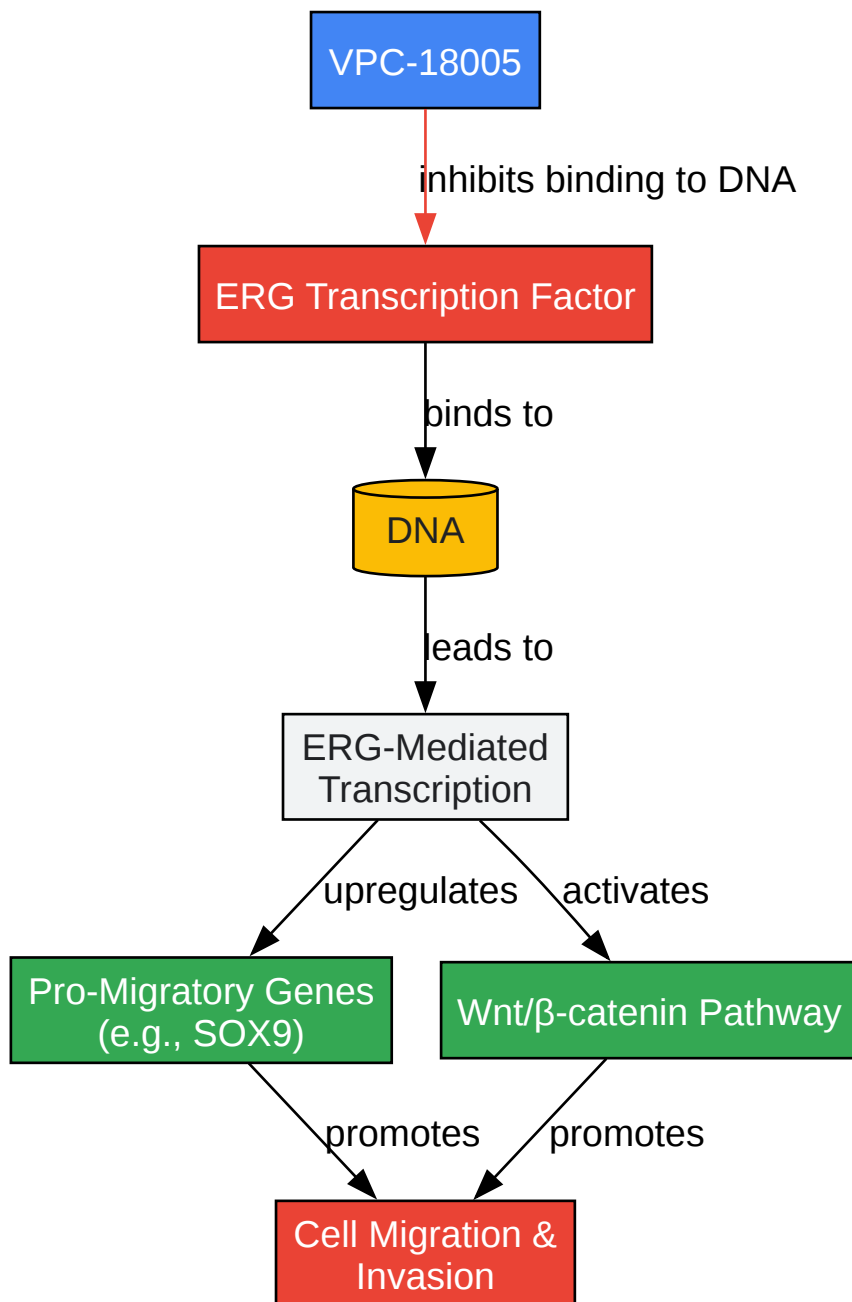 VPC-18005
inhibits binding to DNA
ERG Transcription Factor
binds to
DNA
leads to
ERG-Mediated
Transcription
upregulates
activates
Pro-Migratory Genes
(e.g., SOX9)
Wnt/β-catenin Pathway
promotes
promotes
Cell Migration &
Invasion